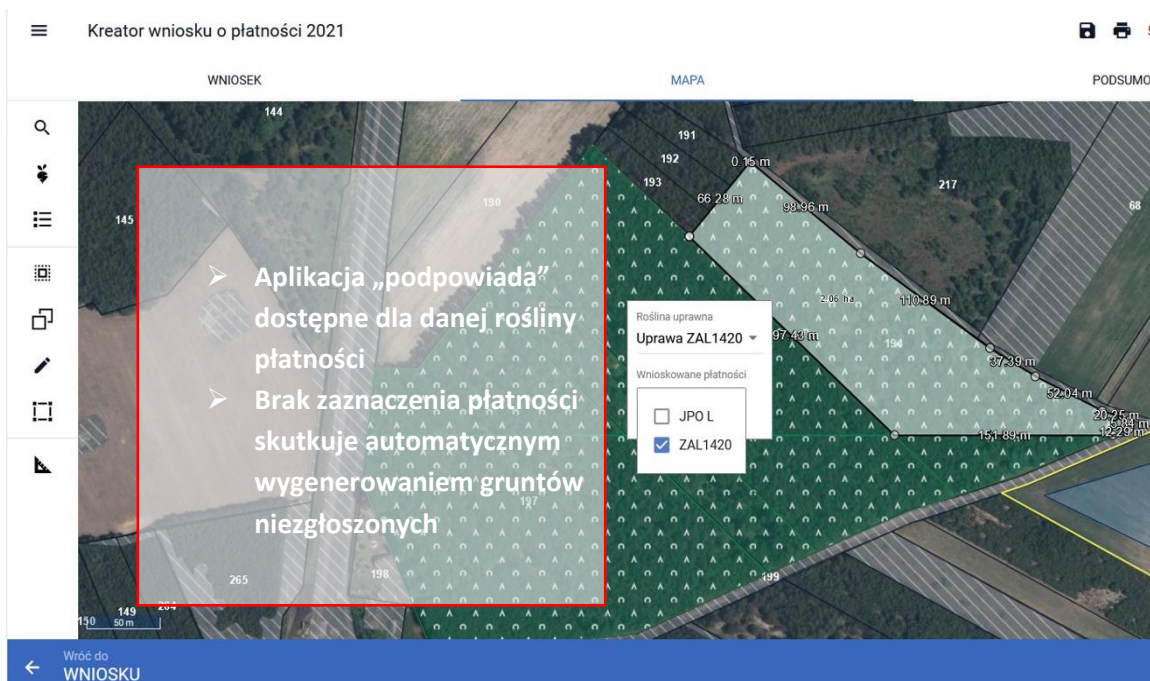 Kreator wniosku o płatności 2021
WNIOSEK
MAPA
PODSUMO
144
191
192
193
0.15 m
66.28 m
98.96 m
217
68
145
190
➢ Aplikacja „podpowiada”
dostępne dla danej rośliny
płatności
➢ Brak zaznaczenia płatności
skutkuje automatycznym
wygenerowaniem gruntów
niezgłoszonych
2.06 ha
110.89 m
Roślina uprawna
Uprawa ZAL1420
97.43 m
194
Wnioskowane płatności
JPO L
ZAL1420
37.39 m
52.04 m
20.25 m
12.29 m
151.89 m
197
198
199
265
264
149
150
50 m
Wróć do
WNIOSKU